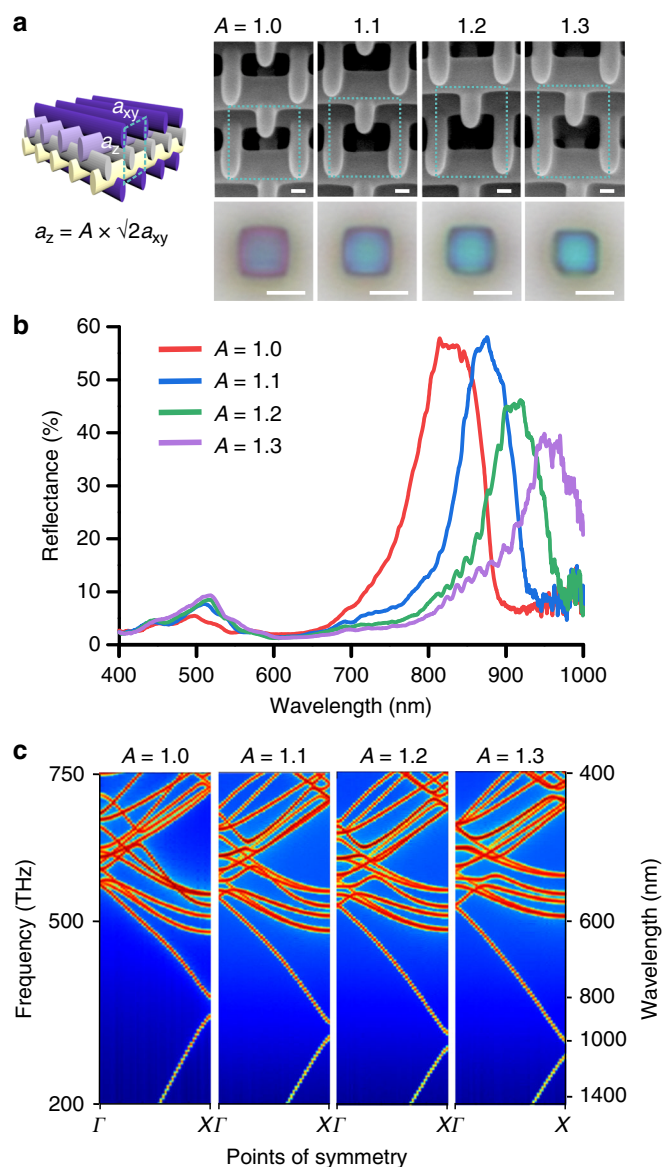 a
A = 1.0 1.1 1.2 1.3
a_xy
a_z
a_z = A × √2a_xy
b
60
50
40
30
20
10
0
Reflectance (%)
A = 1.0
A = 1.1
A = 1.2
A = 1.3
400 500 600 700 800 900 1000
Wavelength (nm)
c
A = 1.0 A = 1.1 A = 1.2 A = 1.3
750
500
200
Frequency (THz)
400
600
800
1000
1400
Wavelength (nm)
Γ XΓ XΓ XΓ X
Points of symmetry